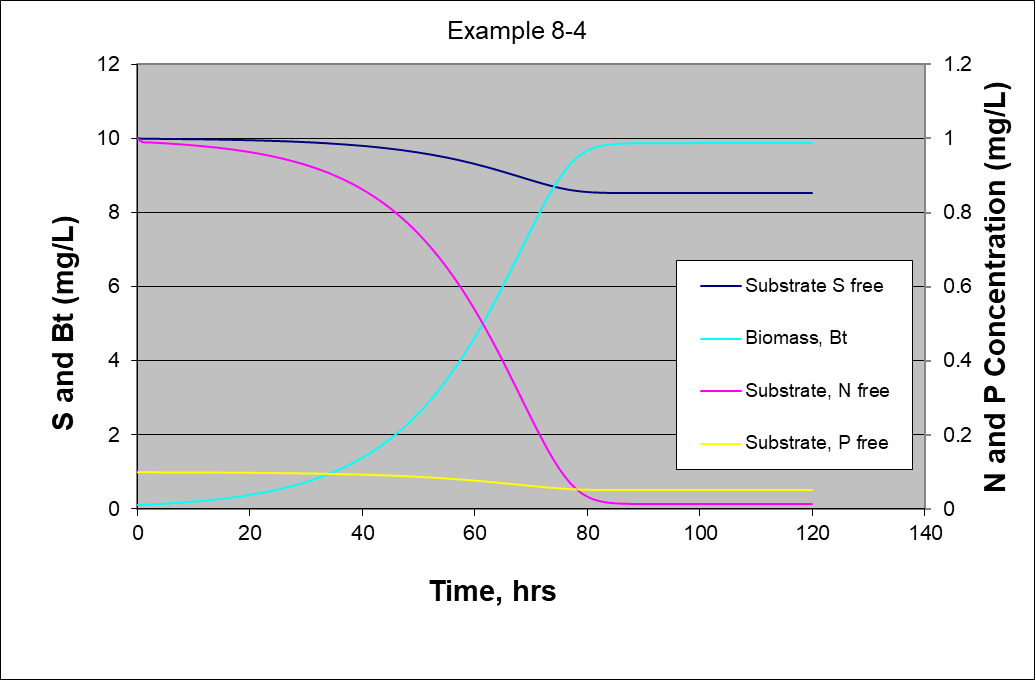 Example 8-4
12
10
8
6
4
2
0
1.2
1
0.8
0.6
0.4
0.2
0
0
20
40
60
80
100
120
140
S and Bt (mg/L)
N and P Concentration (mg/L)
Time, hrs
Substrate S free
Biomass, Bt
Substrate, N free
Substrate, P free